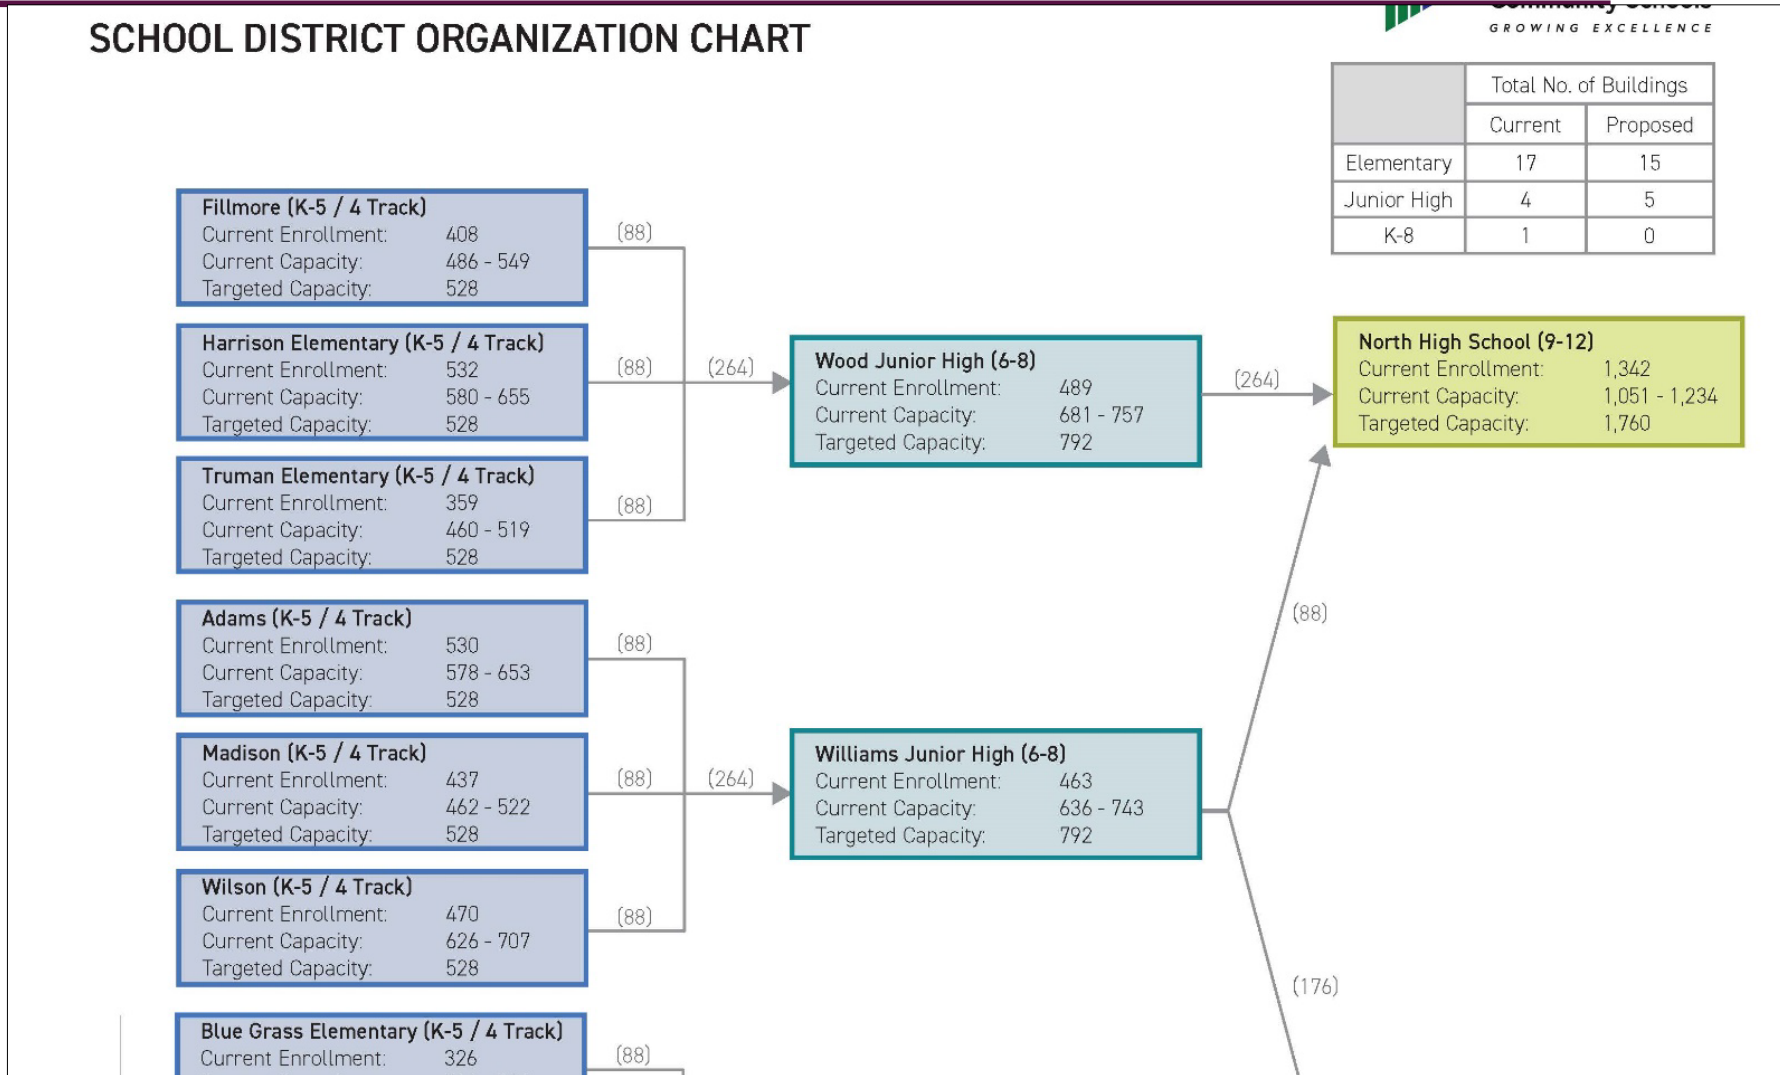 Schools
GROWING EXCELLENCE
SCHOOL DISTRICT ORGANIZATION CHART
Total No. of Buildings
Current Proposed
Elementary 17 15
Junior High 4 5
K-8 1 0
Fillmore (K-5 / 4 Track)
Current Enrollment: 408
Current Capacity: 486 - 549
Targeted Capacity: 528
(88)
Harrison Elementary (K-5 / 4 Track)
Current Enrollment: 532
Current Capacity: 580 - 655
Targeted Capacity: 528
(88)
Truman Elementary (K-5 / 4 Track)
Current Enrollment: 359
Current Capacity: 460 - 519
Targeted Capacity: 528
(88)
(264)
Wood Junior High (6-8)
Current Enrollment: 489
Current Capacity: 681 - 757
Targeted Capacity: 792
(264)
North High School (9-12)
Current Enrollment: 1,342
Current Capacity: 1,051 - 1,234
Targeted Capacity: 1,760
Adams (K-5 / 4 Track)
Current Enrollment: 530
Current Capacity: 578 - 653
Targeted Capacity: 528
(88)
Madison (K-5 / 4 Track)
Current Enrollment: 437
Current Capacity: 462 - 522
Targeted Capacity: 528
(88)
Wilson (K-5 / 4 Track)
Current Enrollment: 470
Current Capacity: 626 - 707
Targeted Capacity: 528
(88)
(264)
Williams Junior High (6-8)
Current Enrollment: 463
Current Capacity: 636 - 743
Targeted Capacity: 792
(88)
(176)
Blue Grass Elementary (K-5 / 4 Track)
Current Enrollment: 326
(88)